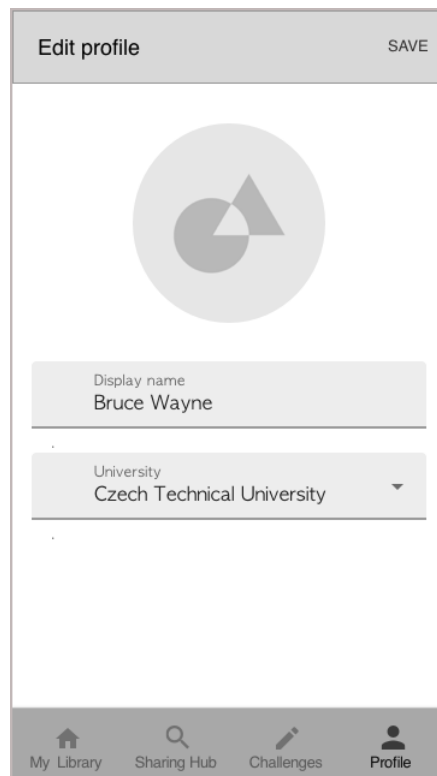 Edit profile
SAVE
Display name
Bruce Wayne
University
Czech Technical University
My Library
Sharing Hub
Challenges
Profile